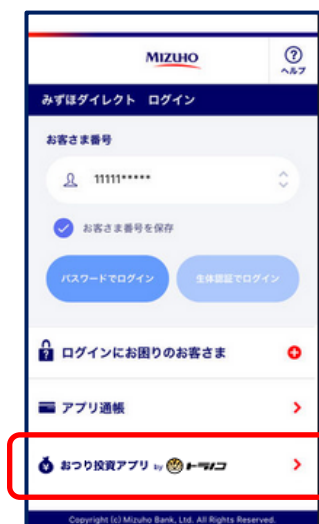 MIZUHO
?
ヘルプ
みずほダイレクト ログイン
お客さま番号
11111*****
お客さま番号を保存
パスワードでログイン 生体認証でログイン
?
ログインにお困りのお客さま
アプリ通帳
おつり投資アプリ by トラノコ
Copyright (c) Mizuho Bank, Ltd. All Rights Reserved.